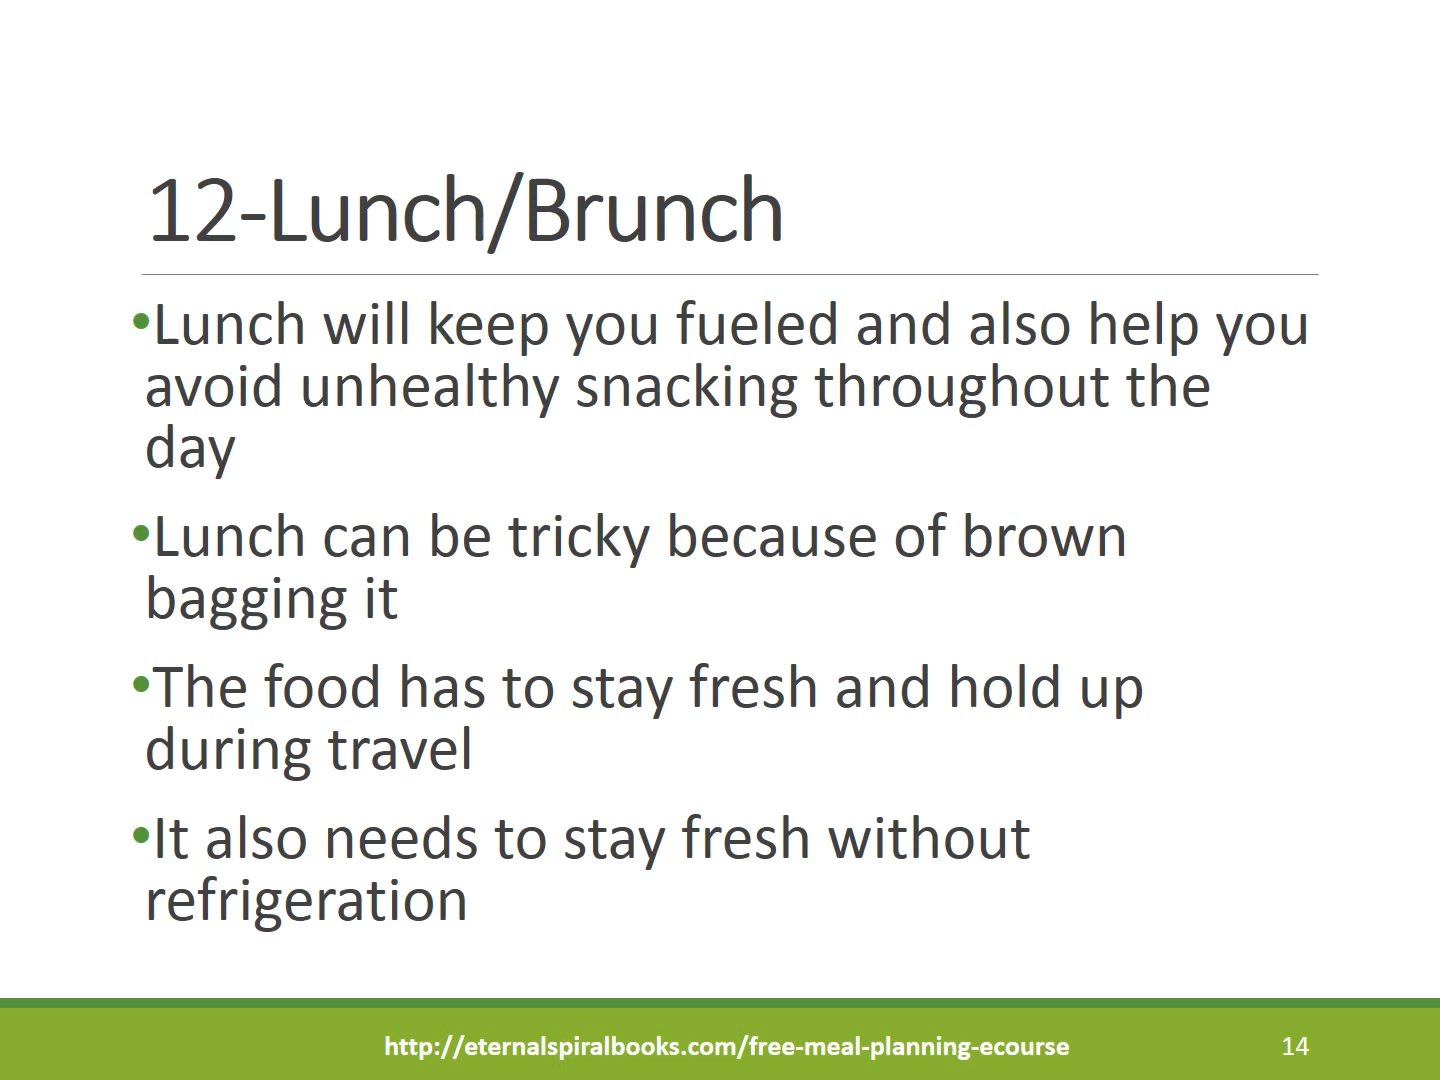 12-Lunch/Brunch
•Lunch will keep you fueled and also help you
avoid unhealthy snacking throughout the
day
•Lunch can be tricky because of brown
bagging it
•The food has to stay fresh and hold up
during travel
•It also needs to stay fresh without
refrigeration
http://eternalspiralbooks.com/free-meal-planning-ecourse
14